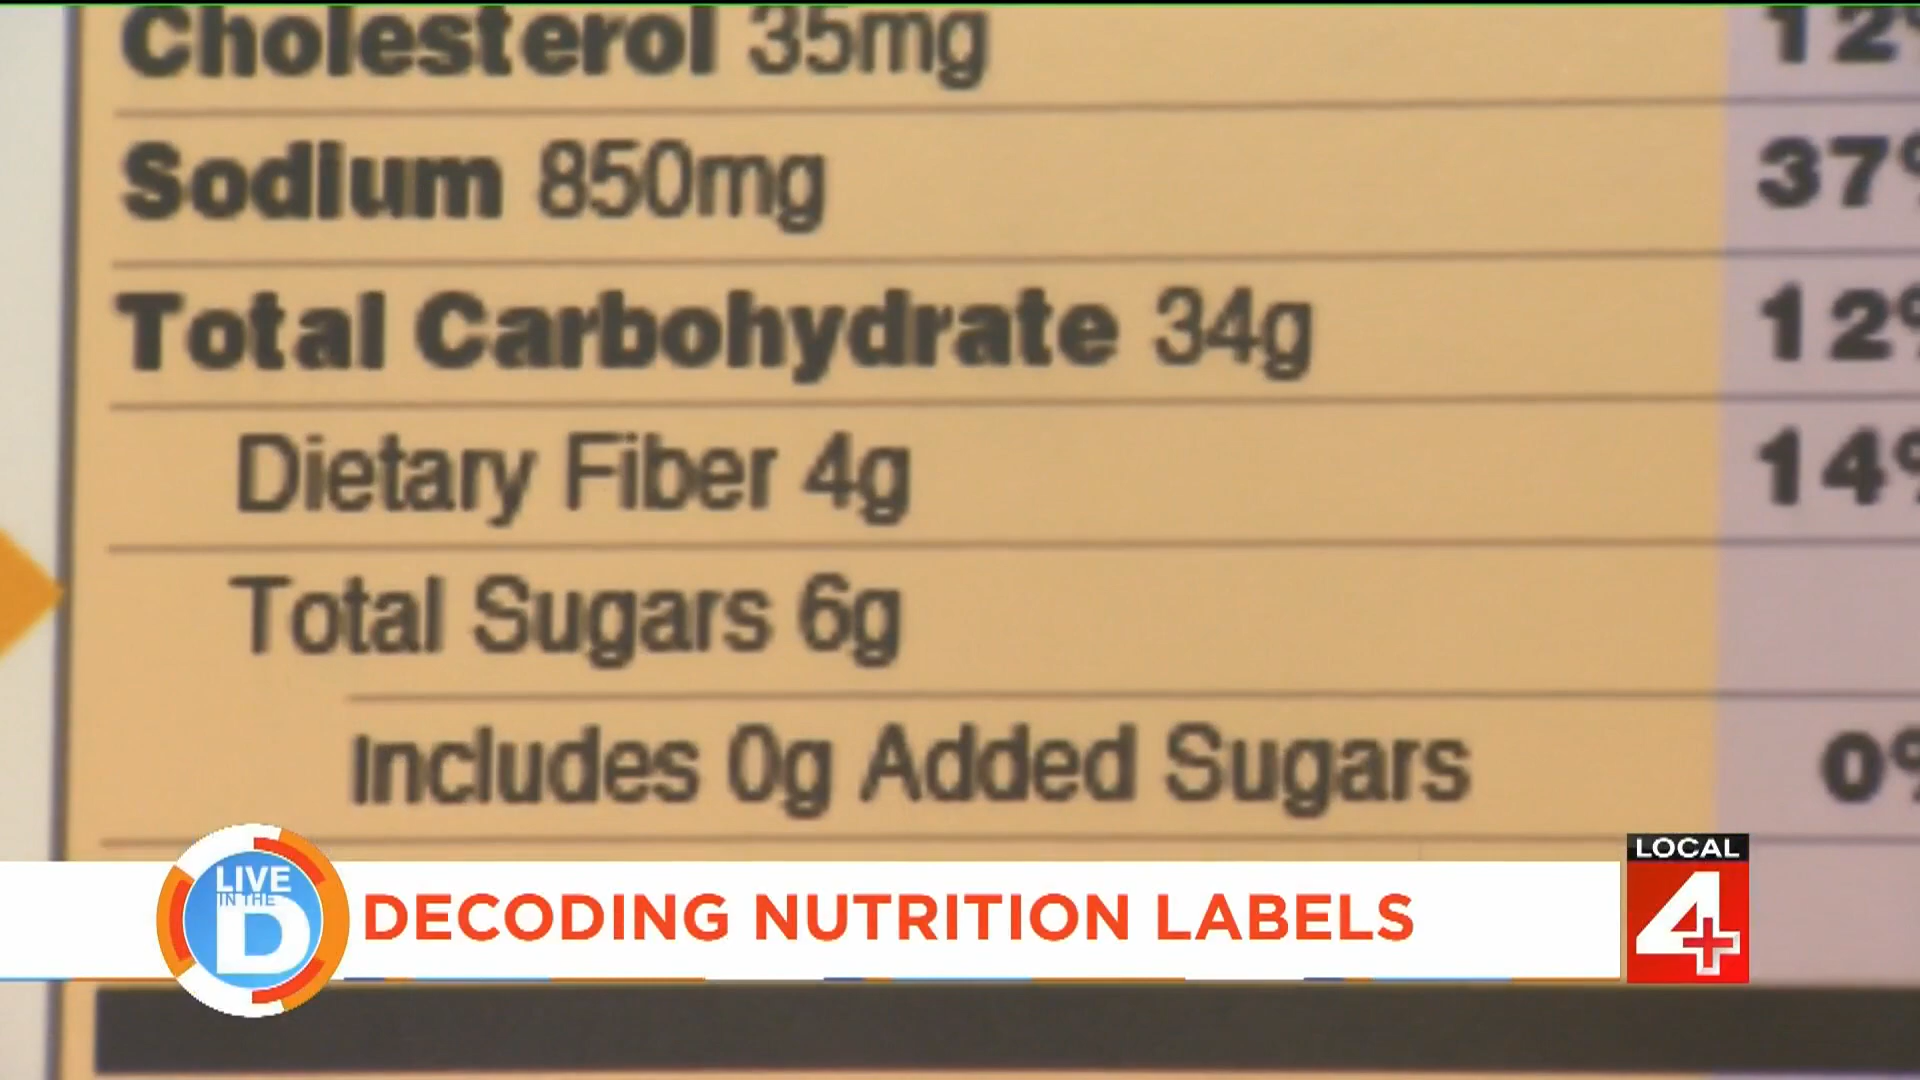 Cholesterol 35mg 12%
Sodium 850mg 37%
Total Carbohydrate 34g 12%
Dietary Fiber 4g 14%
Total Sugars 6g
Includes 0g Added Sugars 0%
LIVE
IN THE
D
DECODING NUTRITION LABELS
LOCAL
4+